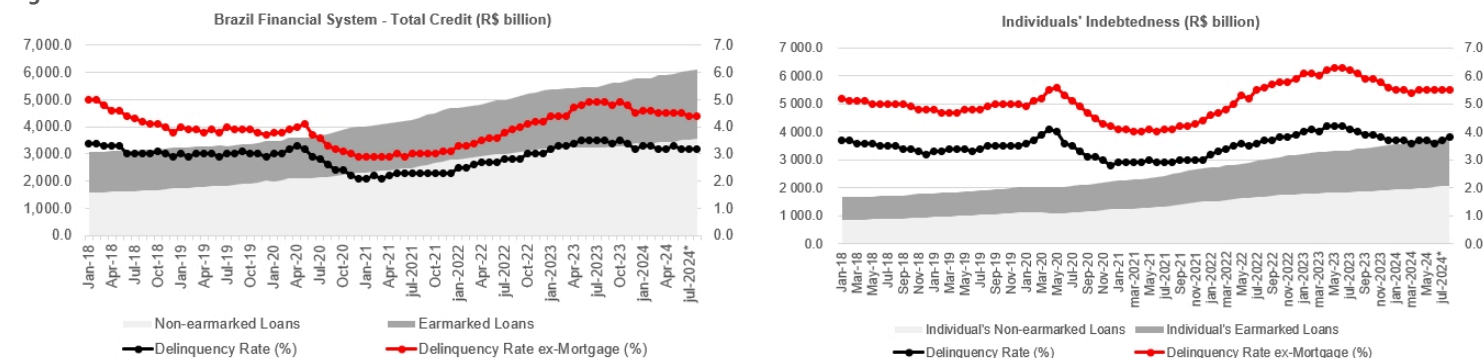 Brazil Financial System - Total Credit (R$ billion)
7,000.0
6,000.0
5,000.0
4,000.0
3,000.0
2,000.0
1,000.0
0.0
7.0
6.0
5.0
4.0
3.0
2.0
1.0
0.0
Jan-18
Apr-18
Jul-18
Oct-18
Jan-19
Apr-19
Jul-19
Oct-19
Jan-20
Apr-20
Jul-20
Oct-20
Jan-21
Apr-21
Jul-21
Oct-21
jan-2022
Apr-22
jul-2022
Oct-22
jan-2023
Apr-23
jul-2023
Oct-23
jan-2024
Apr-24
jul-2024*
Non-earmarked Loans
Earmarked Loans
Delinquency Rate (%)
Delinquency Rate ex-Mortgage (%)
Individuals' Indebtedness (R$ billion)
7 000.0
6 000.0
5 000.0
4 000.0
3 000.0
2 000.0
1 000.0
0.0
7.0
6.0
5.0
4.0
3.0
2.0
1.0
0.0
Jan-18
Mar-18
May-18
Jul-18
Sep-18
Nov-18
Jan-19
Mar-19
May-19
Jul-19
Sep-19
Nov-19
Jan-20
Mar-20
May-20
Jul-20
Sep-20
Nov-20
Jan-21
mar-2021
May-21
jul-2021
Sep-21
nov-2021
jan-2022
mar-2022
May-22
jul-2022
Sep-22
nov-2022
jan-2023
mar-2023
May-23
jul-2023
Sep-23
nov-2023
jan-2024
mar-2024
May-24
jul-2024*
Individual's Non-earmarked Loans
Individual's Earmarked Loans
Delinquency Rate (%)
Delinquency Rate ex-Mortgage (%)